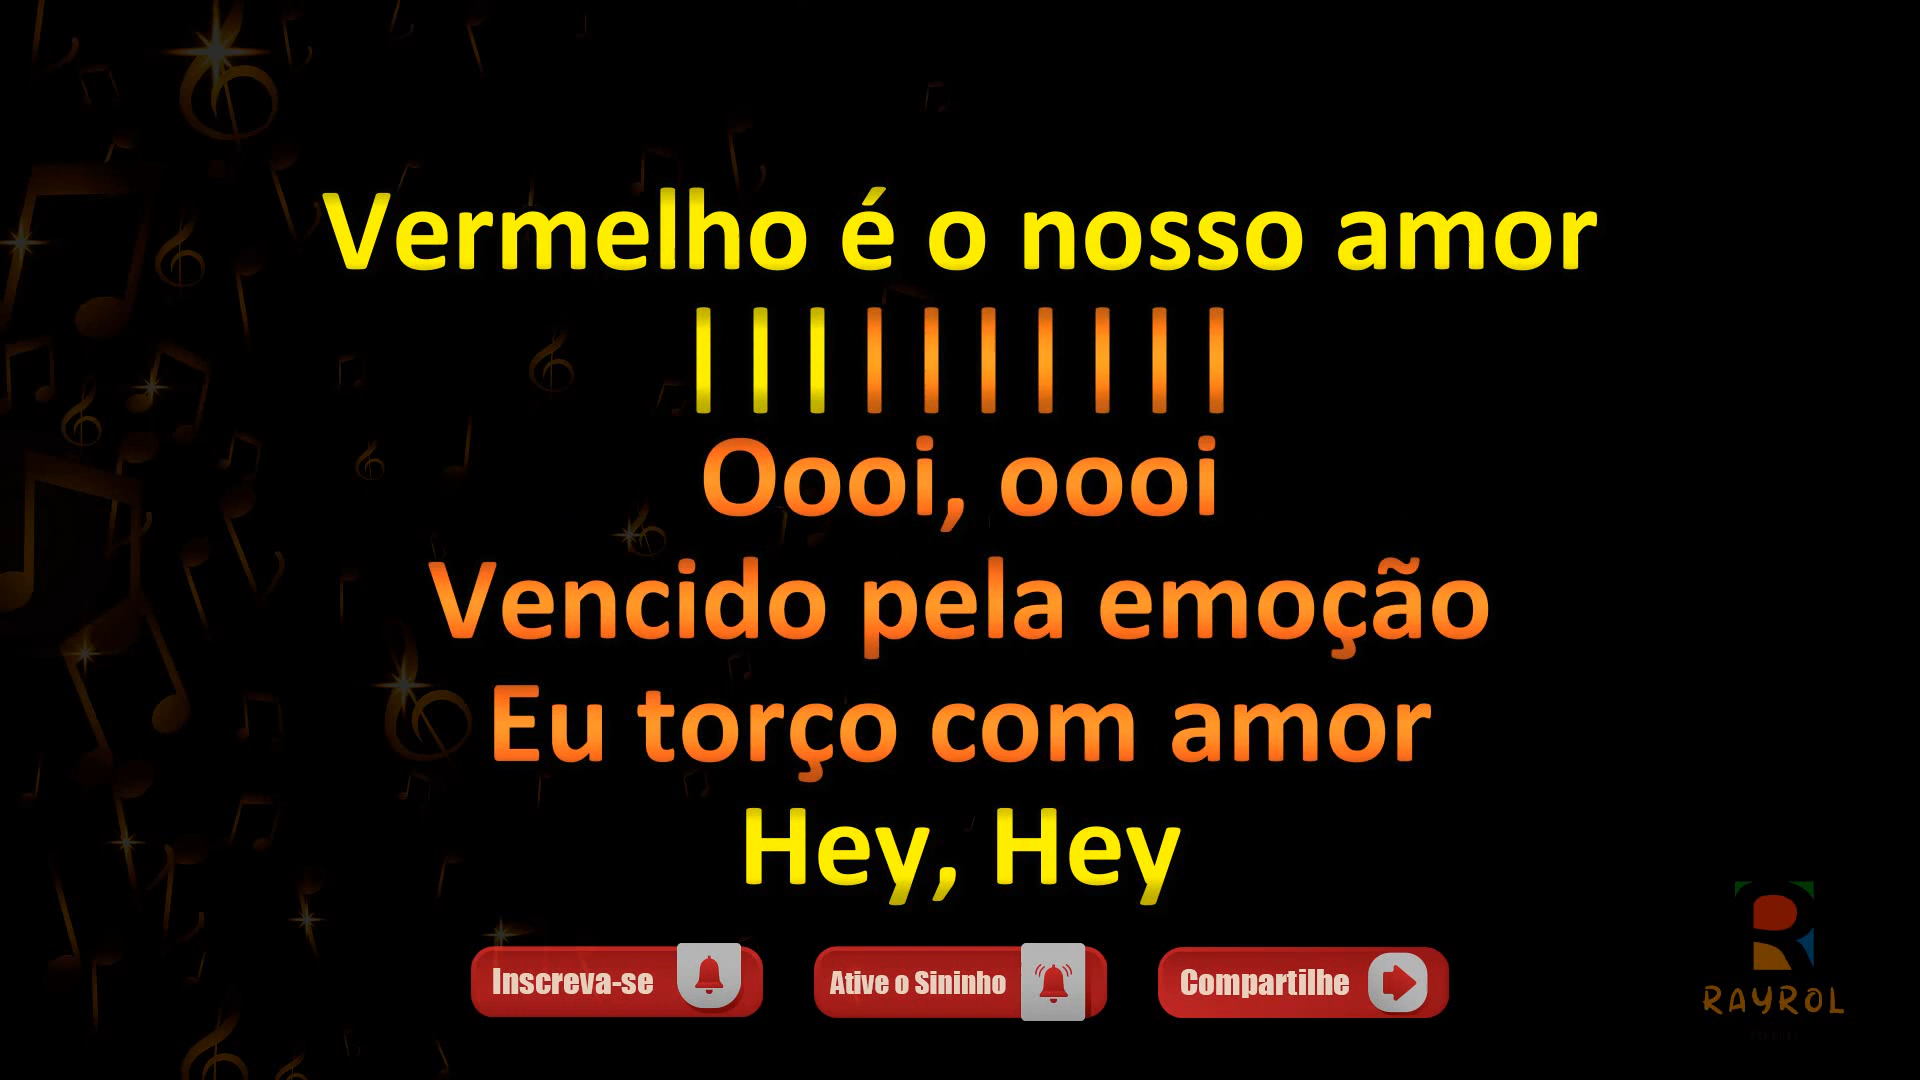 Vermelho é o nosso amor
| | | | | | | | | |
Oooi, oooi
Vencido pela emoção
Eu torço com amor
Hey, Hey
Inscreva-se
Ative o Sininho
Compartilhe
RAYROL